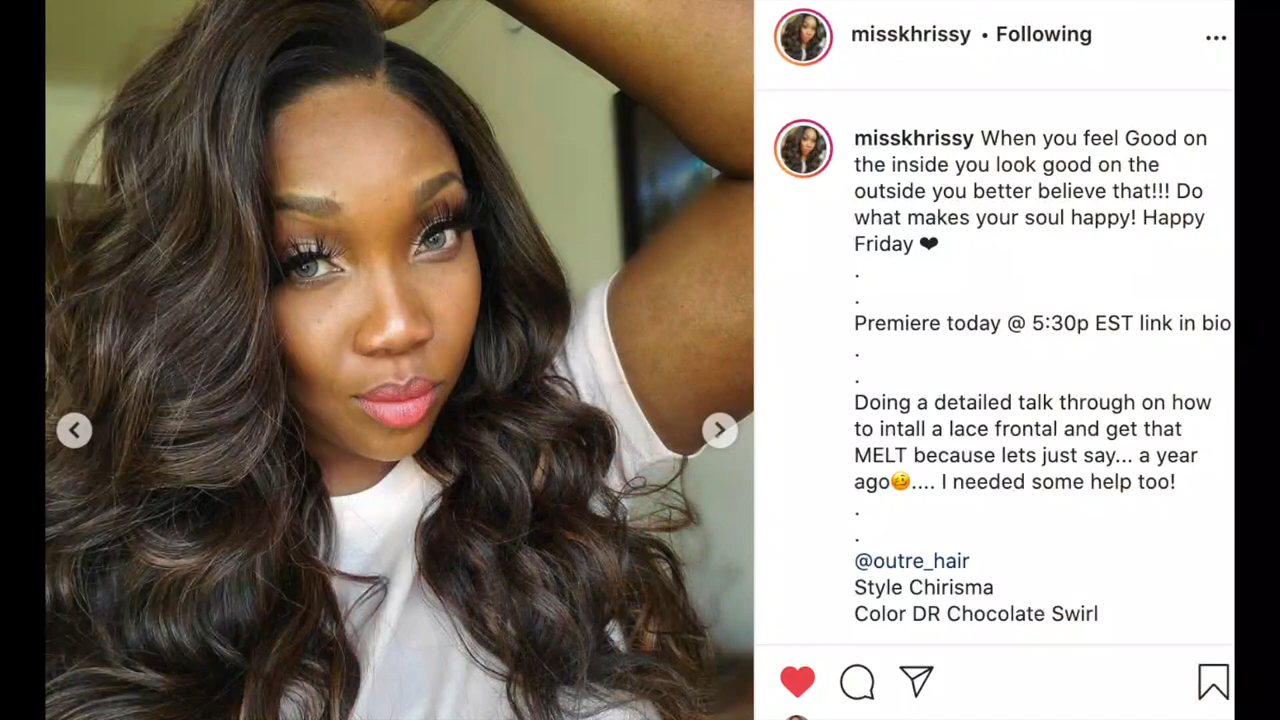 misskhrissy • Following
misskhrissy When you feel Good on
the inside you look good on the
outside you better believe that!!! Do
what makes your soul happy! Happy
Friday ❤
.
.
Premiere today @ 5:30p EST link in bio
.
.
Doing a detailed talk through on how
to intall a lace frontal and get that
MELT because lets just say... a year
ago🤕.... I needed some help too!
.
.
@outre_hair
Style Chirisma
Color DR Chocolate Swirl